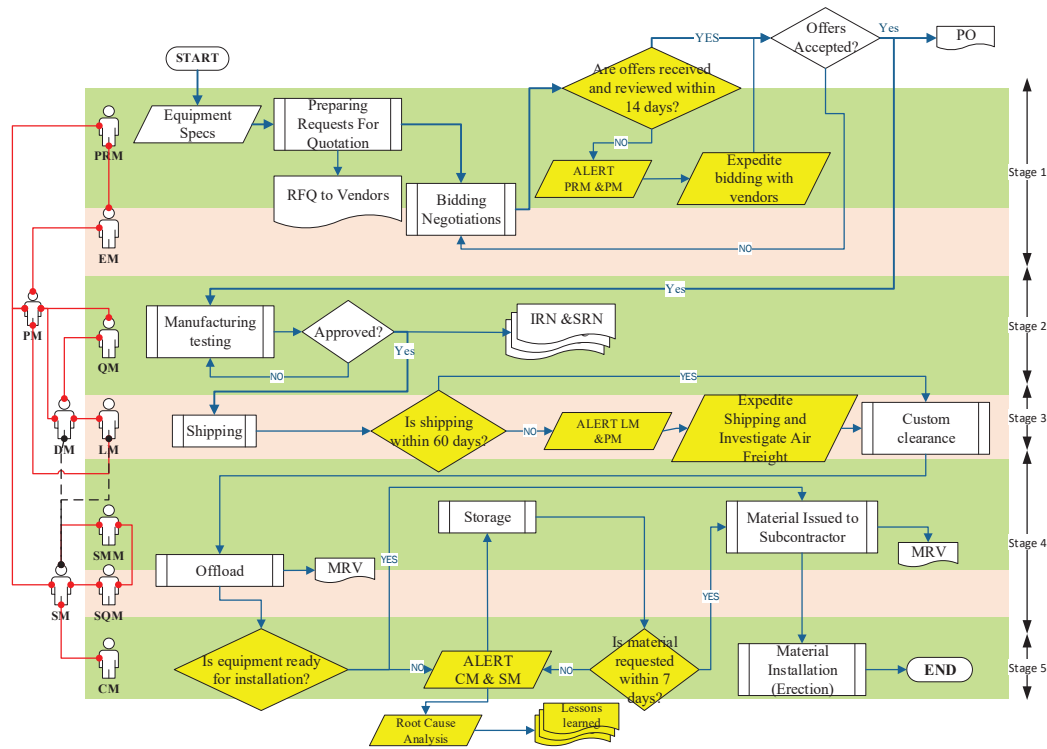 START
YES
Offers
Accepted?
Yes
PO
Are offers received
and reviewed within
14 days?
Equipment
Specs
Preparing
Requests For
Quotation
PRM
NO
ALERT
PRM &PM
Expedite
bidding with
vendors
Stage 1
RFQ to Vendors
Bidding
Negotiations
EM
NO
Yes
PM
Manufacturing
testing
Approved?
IRN &SRN
Stage 2
Yes
QM
NO
YES
Shipping
Is shipping
within 60 days?
NO
ALERT LM
&PM
Expedite
Shipping and
Investigate Air
Freight
Custom
clearance
Stage 3
DM
LM
Storage
Material Issued to
Subcontractor
SMM
YES
MRV
Stage 4
Offload
MRV
YES
SM
SQM
Is equipment ready
for installation?
NO
ALERT
CM & SM
NO
Is material
requested
within 7
days?
Material
Installation
(Erection)
END
Stage 5
CM
Root Cause
Analysis
Lessons
learned